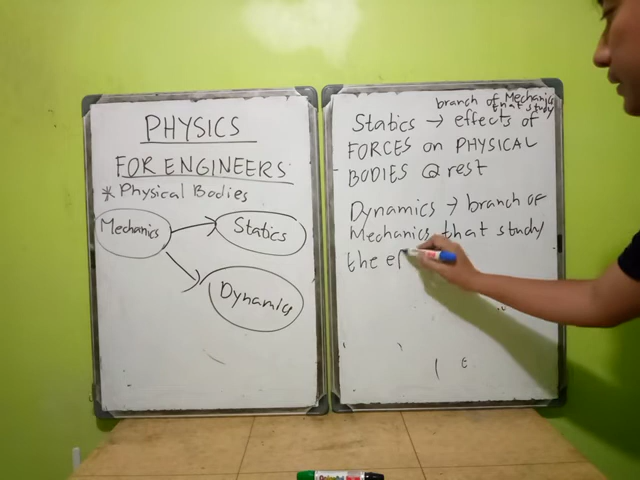 PHYSICS
FOR ENGINEERS
* Physical Bodies
Mechanics
Statics
Dynamics
branch of Mechanics
that study
Statics → effects of
FORCES on PHYSICAL
BODIES @ rest
Dynamics → branch of
Mechanics that study
the ef